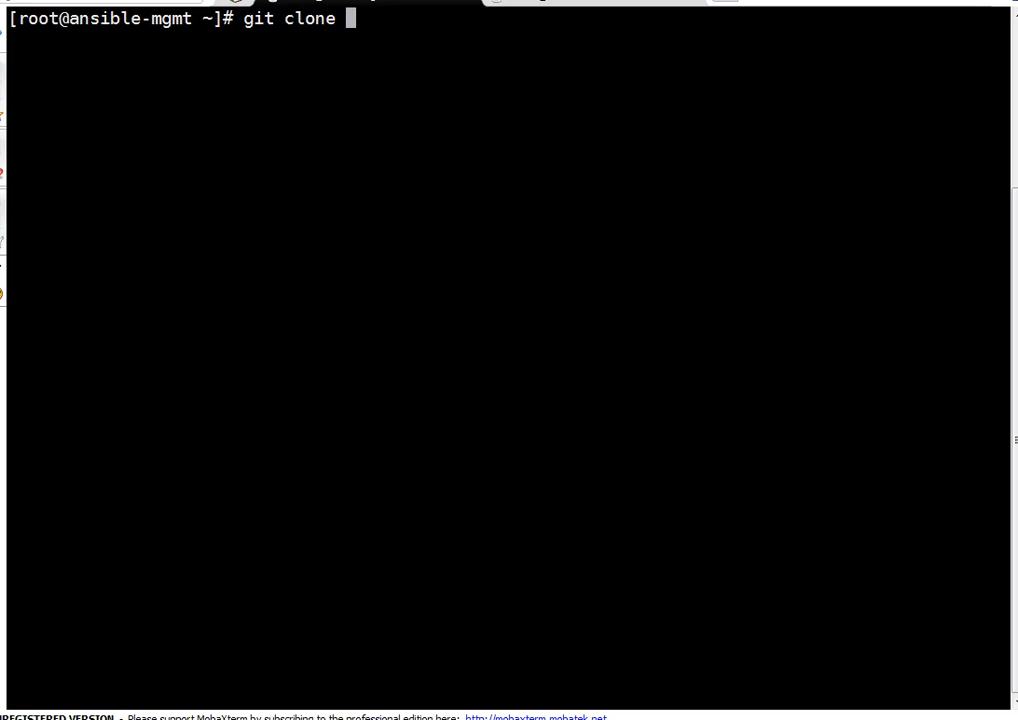 [root@ansible-mgmt ~]# git clone
REGISTERED VERSION - Please support MobaXterm by subscribing to the professional edition here: http://mobaxterm.mobatek.net